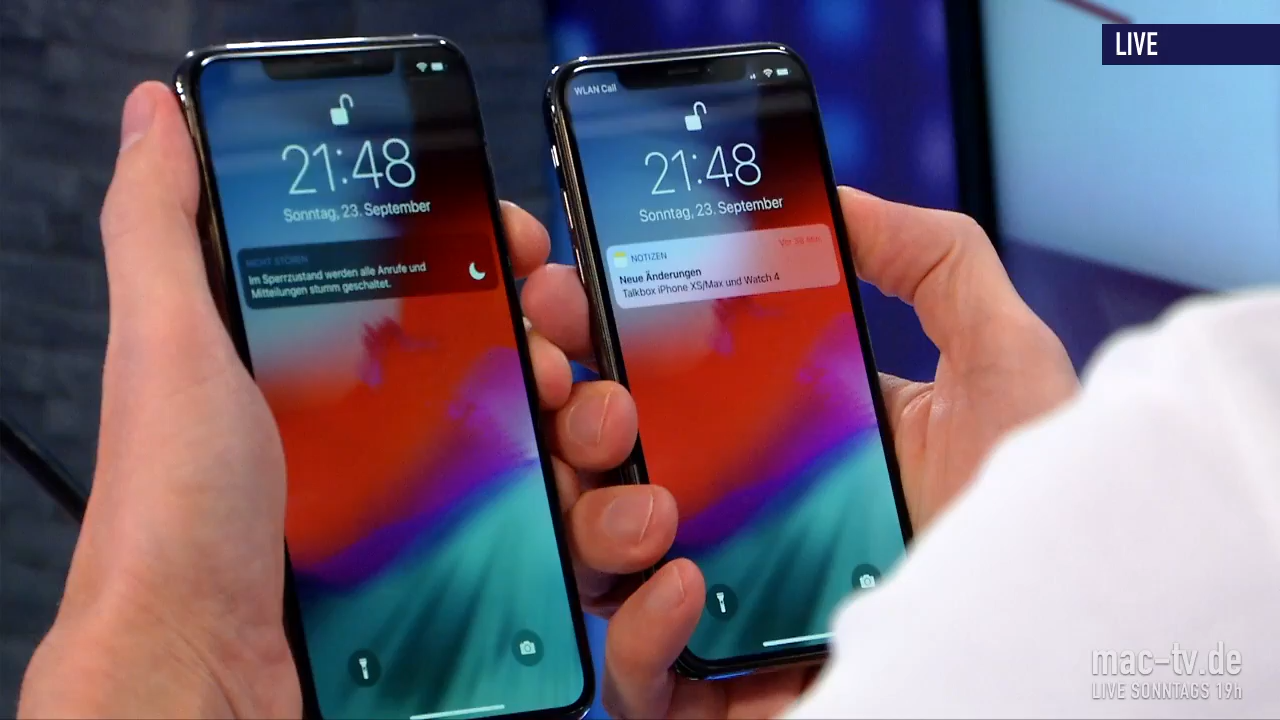 LIVE
21:48
Sonntag, 23. September
NICHT STÖREN
Im Sperrzustand werden alle Anrufe und
Mitteilungen stumm geschaltet.
WLAN Call
21:48
Sonntag, 23. September
NOTIZEN
Vor 38 Min.
Neue Änderungen
Talkbox iPhone XS/Max und Watch 4
mac-tv.de
LIVE SONNTAGS 19h